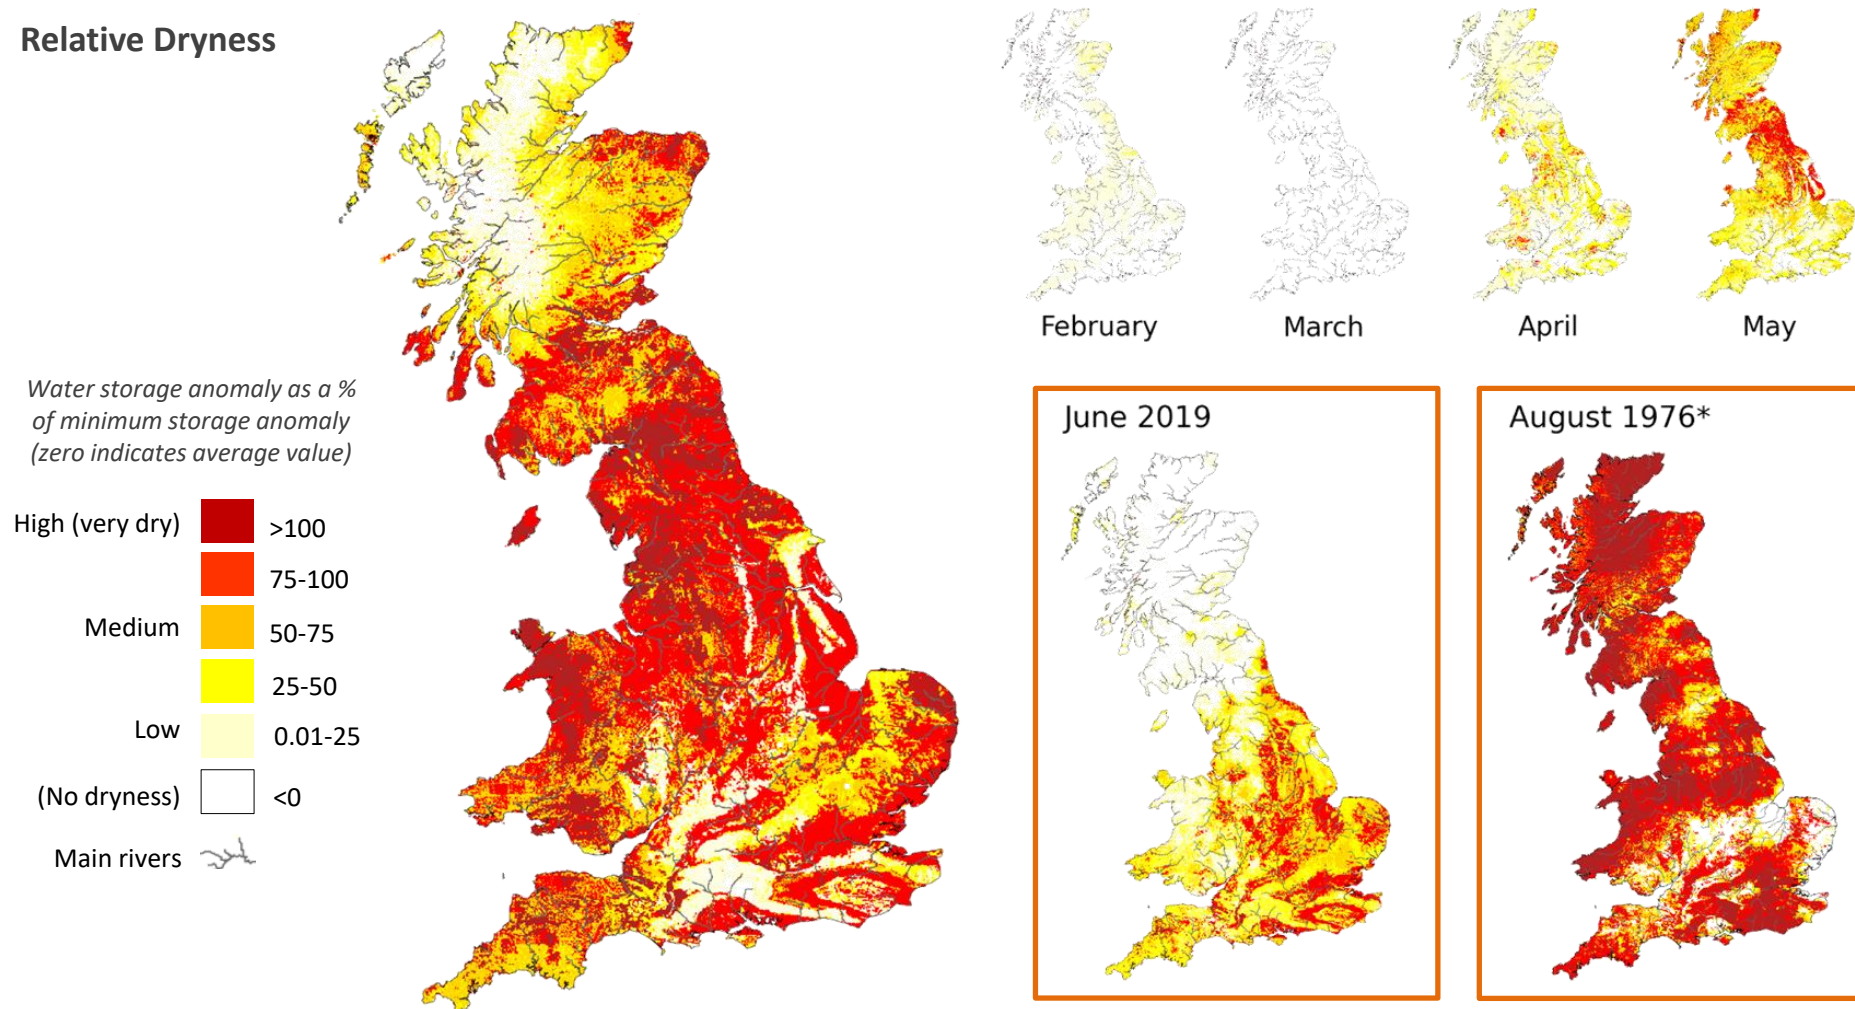 Relative Dryness
Water storage anomaly as a %
of minimum storage anomaly
(zero indicates average value)
High (very dry) >100
75-100
Medium 50-75
25-50
Low 0.01-25
(No dryness) <0
Main rivers
February March April May
June 2019
August 1976*